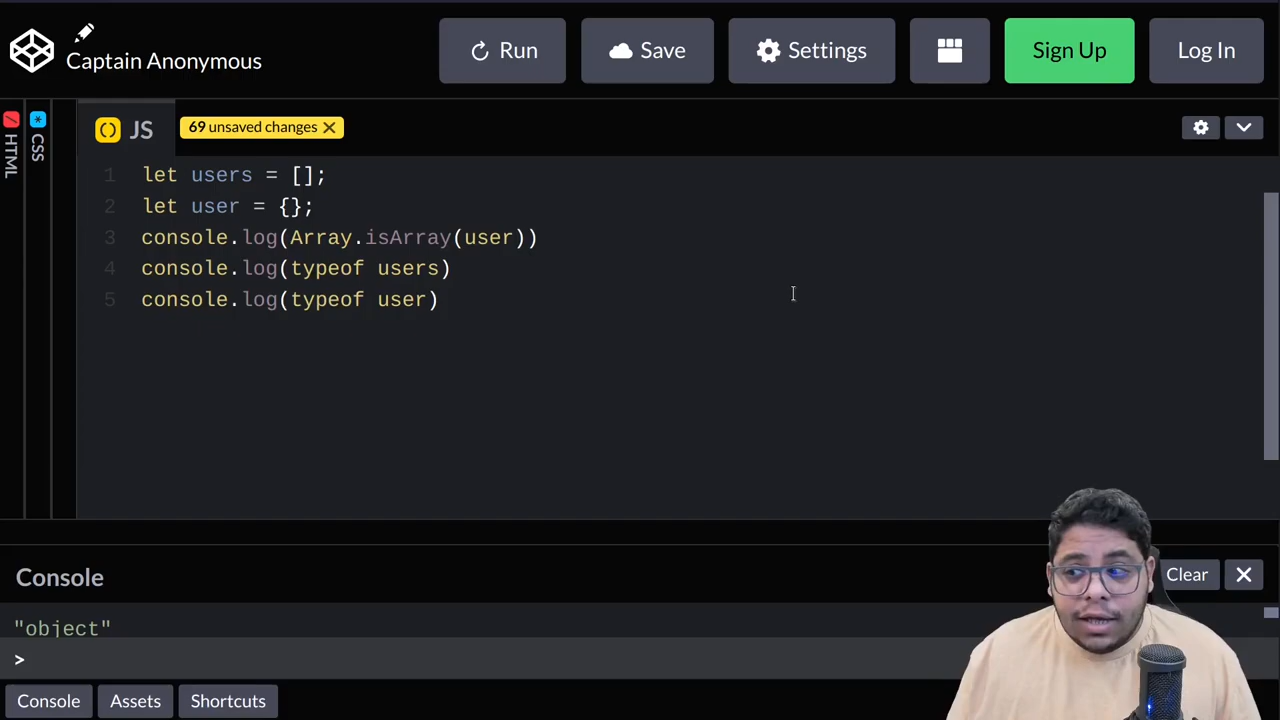 Captain Anonymous
Run
Save
Settings
Sign Up
Log In
HTML
CSS
JS
69 unsaved changes
1 let users = [];
2 let user = {};
3 console.log(Array.isArray(user))
4 console.log(typeof users)
5 console.log(typeof user)
Console
Clear
"object"
>
Console
Assets
Shortcuts